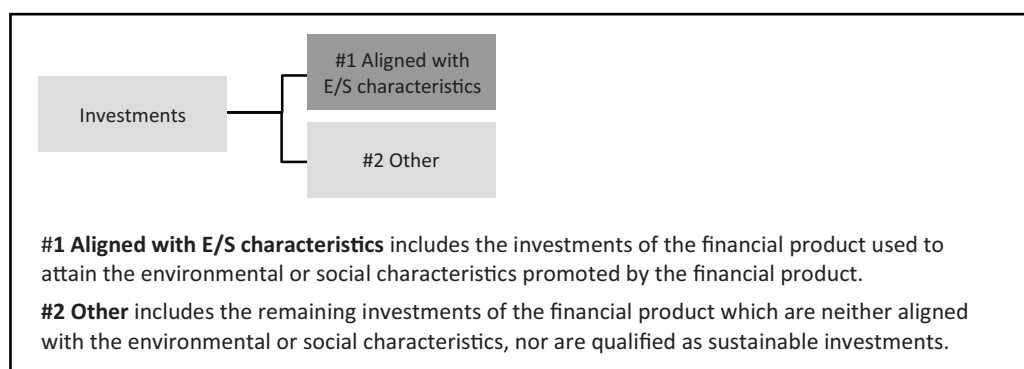 #1 Aligned with
E/S characteristics
Investments
#2 Other
#1 Aligned with E/S characteristics includes the investments of the financial product used to
attain the environmental or social characteristics promoted by the financial product.
#2 Other includes the remaining investments of the financial product which are neither aligned
with the environmental or social characteristics, nor are qualified as sustainable investments.